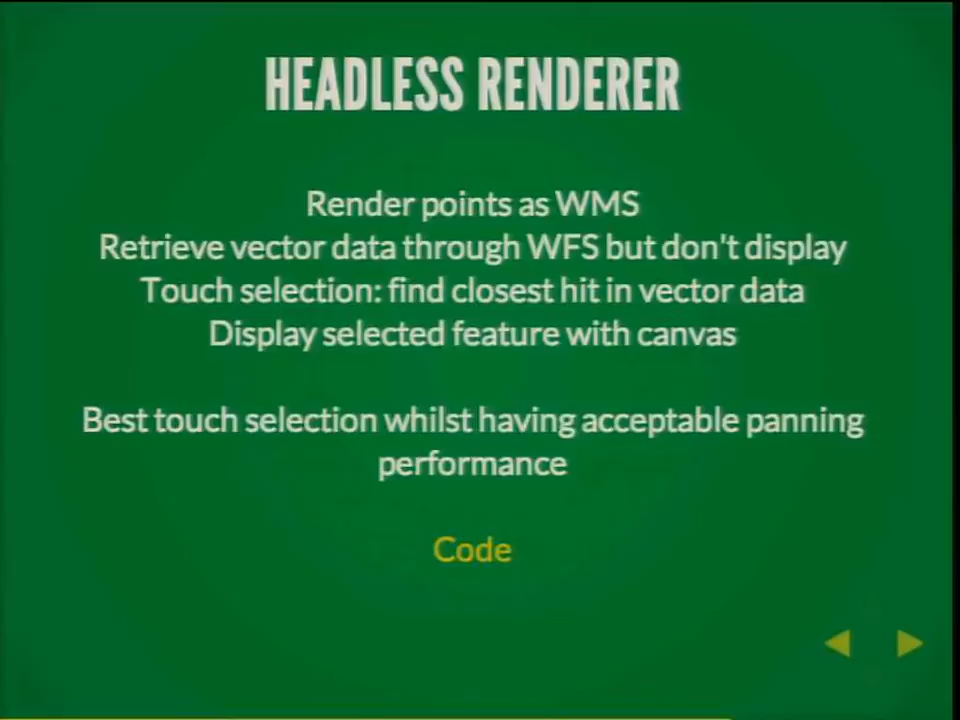 HEADLESS RENDERER
Render points as WMS
Retrieve vector data through WFS but don't display
Touch selection: find closest hit in vector data
Display selected feature with canvas
Best touch selection whilst having acceptable panning
performance
Code